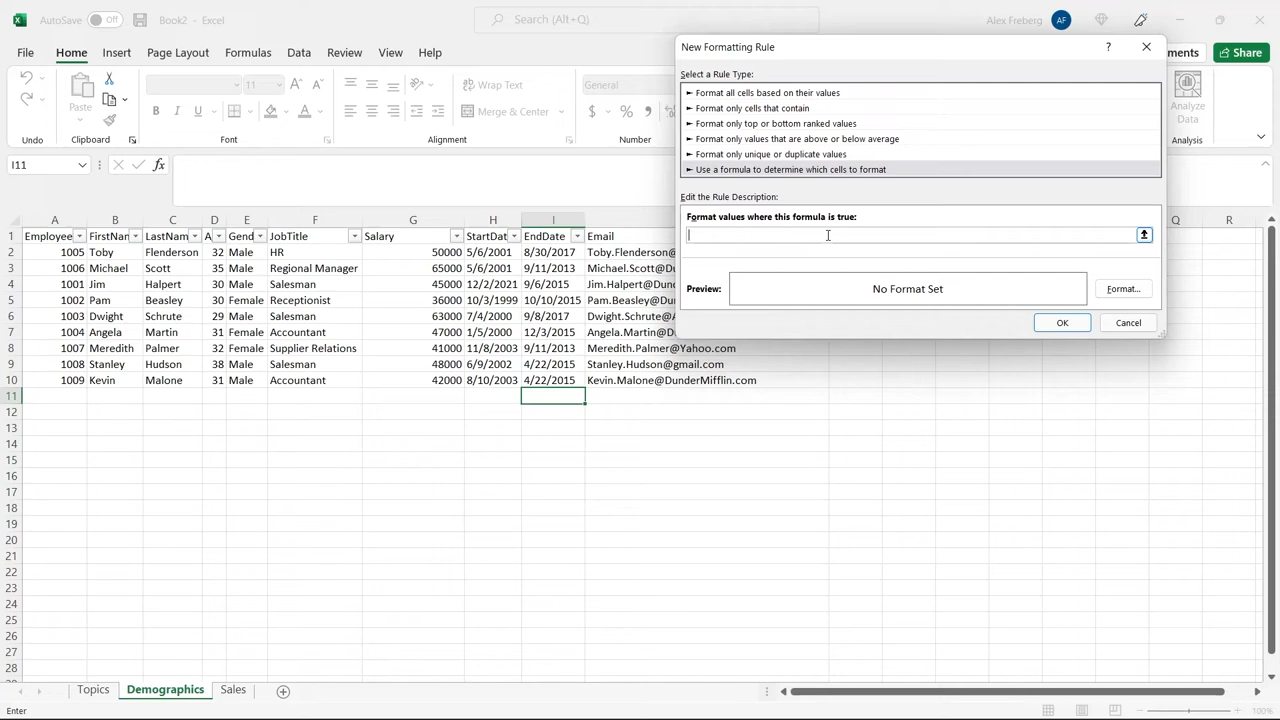 AutoSave Off Book2 - Excel Search (Alt+Q) Alex Freberg AF
File Home Insert Page Layout Formulas Data Review View Help ments Share
11 Wrap Text General
Paste B I U Merge & Center $ % Analyze Data
Undo Clipboard Font Alignment Number Analysis
I11 fx
New Formatting Rule ? ×
Select a Rule Type:
► Format all cells based on their values
► Format only cells that contain
► Format only top or bottom ranked values
► Format only values that are above or below average
► Format only unique or duplicate values
► Use a formula to determine which cells to format
Edit the Rule Description:
Format values where this formula is true:
Preview: No Format Set Format...
OK Cancel
A B C D E F G H I Q R
1 Employee FirstNan LastNam A Gend JobTitle Salary StartDat EndDate Email
2 1005 Toby Flenderson 32 Male HR 50000 5/6/2001 8/30/2017 Toby.Flenderson@
3 1006 Michael Scott 35 Male Regional Manager 65000 5/6/2001 9/11/2013 Michael.Scott@D
4 1001 Jim Halpert 30 Male Salesman 45000 12/2/2021 9/6/2015 Jim.Halpert@Dun
5 1002 Pam Beasley 30 Female Receptionist 36000 10/3/1999 10/10/2015 Pam.Beasley@Du
6 1003 Dwight Schrute 29 Male Salesman 63000 7/4/2000 9/8/2017 Dwight.Schrute@A
7 1004 Angela Martin 31 Female Accountant 47000 1/5/2000 12/3/2015 Angela.Martin@D
8 1007 Meredith Palmer 32 Female Supplier Relations 41000 11/8/2003 9/11/2013 Meredith.Palmer@Yahoo.com
9 1008 Stanley Hudson 38 Male Salesman 48000 6/9/2002 4/22/2015 Stanley.Hudson@gmail.com
10 1009 Kevin Malone 31 Male Accountant 42000 8/10/2003 4/22/2015 Kevin.Malone@DunderMifflin.com
11
12
13
14
15
16
17
18
19
20
21
22
23
24
25
26
27
28
Topics Demographics Sales
Enter 100%